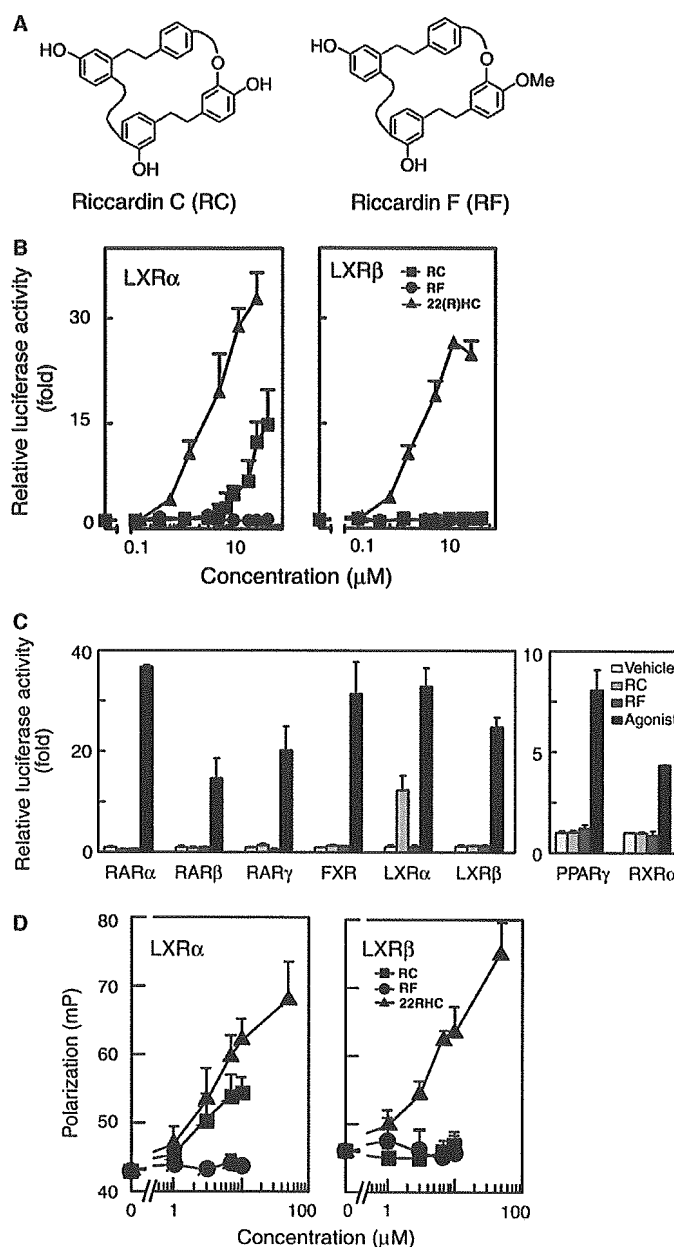 A
HO
O
OH
OH
Riccardin C (RC)
HO
O
OMe
OH
Riccardin F (RF)
B
Relative luciferase activity
(fold)
LXRα
30
15
0
0.1
10
LXRβ
RC
RF
22(R)HC
0.1
10
Concentration (μM)
C
Relative luciferase activity
(fold)
40
20
0
RARα
RARβ
RARγ
FXR
LXRα
LXRβ
10
5
0
Vehicle
RC
RF
Agonist
PPARγ
RXRα
D
Polarization (mP)
80
70
60
50
40
LXRα
0
1
100
LXRβ
RC
RF
22RHC
0
1
100
Concentration (μM)